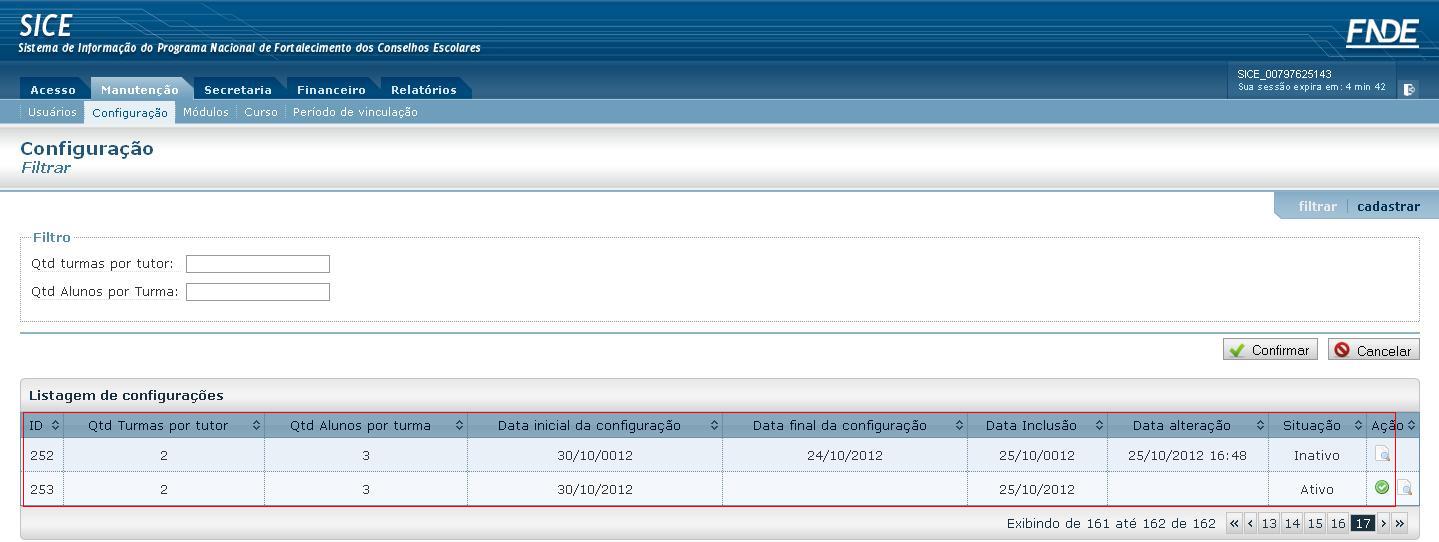 SICE
Sistema de Informação do Programa Nacional de Fortalecimento dos Conselhos Escolares
FNDE
SICE_00797625143
Sua sessão expira em: 4 min 42
Acesso Manutenção Secretaria Financeiro Relatórios
Usuários Configuração Módulos Curso Período de vinculação
Configuração
Filtrar
filtrar cadastrar
Filtro
Qtd turmas por tutor:
Qtd Alunos por Turma:
Confirmar Cancelar
Listagem de configurações
ID Qtd Turmas por tutor Qtd Alunos por turma Data inicial da configuração Data final da configuração Data Inclusão Data alteração Situação Ação
252 2 3 30/10/0012 24/10/2012 25/10/0012 25/10/2012 16:48 Inativo
253 2 3 30/10/2012 25/10/2012 Ativo
Exibindo de 161 até 162 de 162 « ‹ 13 14 15 16 17 › »